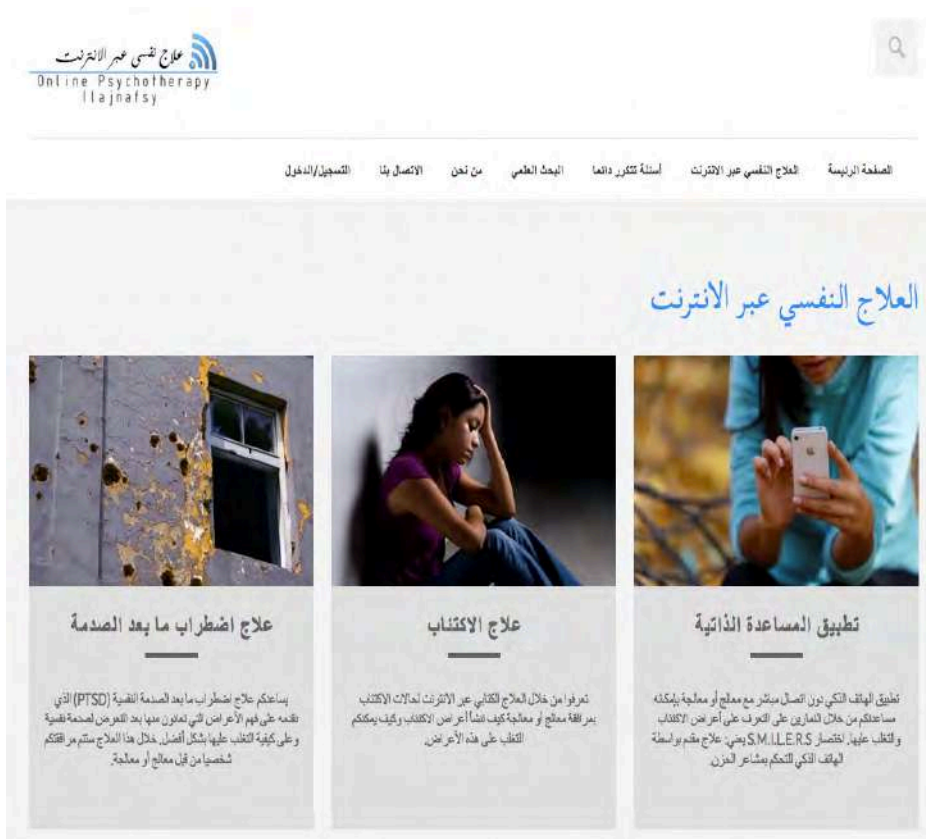 علاج نفسي عبر الانترنت
Online Psychotherapy
Ilajnafsy
الصفحة الرئيسة
العلاج النفسي عبر الانترنت
أسئلة تتكرر دائما
البحث العلمي
من نحن
الاتصال بنا
التسجيل/الدخول
العلاج النفسي عبر الانترنت
تطبيق المساعدة الذاتية
تطبيق الهاتف الذكي دون اتصال مباشر مع معالج أو معالجة بإمكانه
مساعدتكم من خلال التمارين على التعرف على أعراض الاكتئاب
والتغلب عليها. اختصار S.M.I.L.E.R.S يعني: علاج مقدم بواسطة
الهاتف الذكي للتحكم بمشاعر الحزن.
علاج الاكتئاب
تعرفوا من خلال العلاج الكتابي عبر الانترنت لحالات الاكتئاب
بمرافقة معالج أو معالجة كيف تنشأ أعراض الاكتئاب وكيف يمكنكم
التغلب على هذه الأعراض.
علاج اضطراب ما بعد الصدمة
يساعدكم علاج اضطراب ما بعد الصدمة النفسية (PTSD) الذي
نقدمه على فهم الأعراض التي تعانون منها بعد التعرض لصدمة نفسية
وعلى كيفية التغلب عليها بشكل أفضل. خلال هذا العلاج ستتم مرافقتكم
شخصيا من قبل معالج أو معالجة.